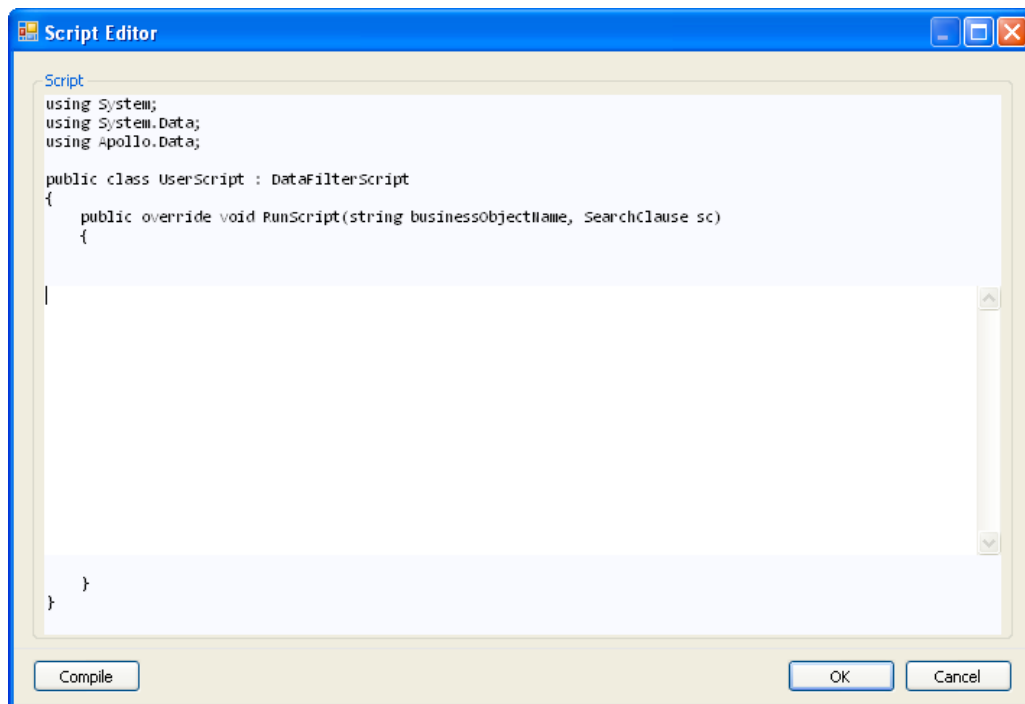 Script Editor
Script
using System;
using System.Data;
using Apollo.Data;
public class UserScript : DataFilterScript
{
public override void RunScript(string businessObjectName, SearchClause sc)
{
}
}
Compile
OK
Cancel